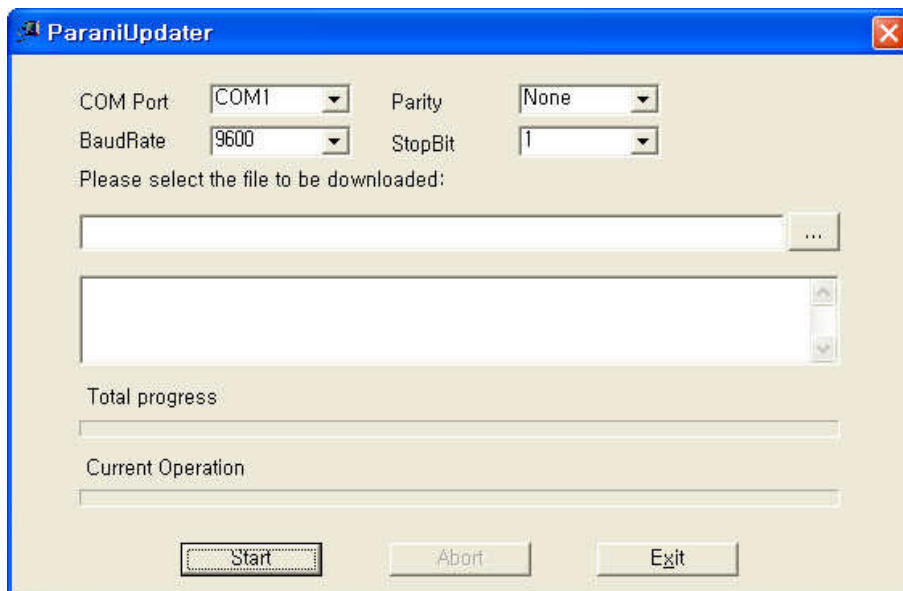 ParaniUpdater
COM Port COM1 Parity None
BaudRate 9600 StopBit 1
Please select the file to be downloaded:
...
Total progress
Current Operation
Start Abort Exit